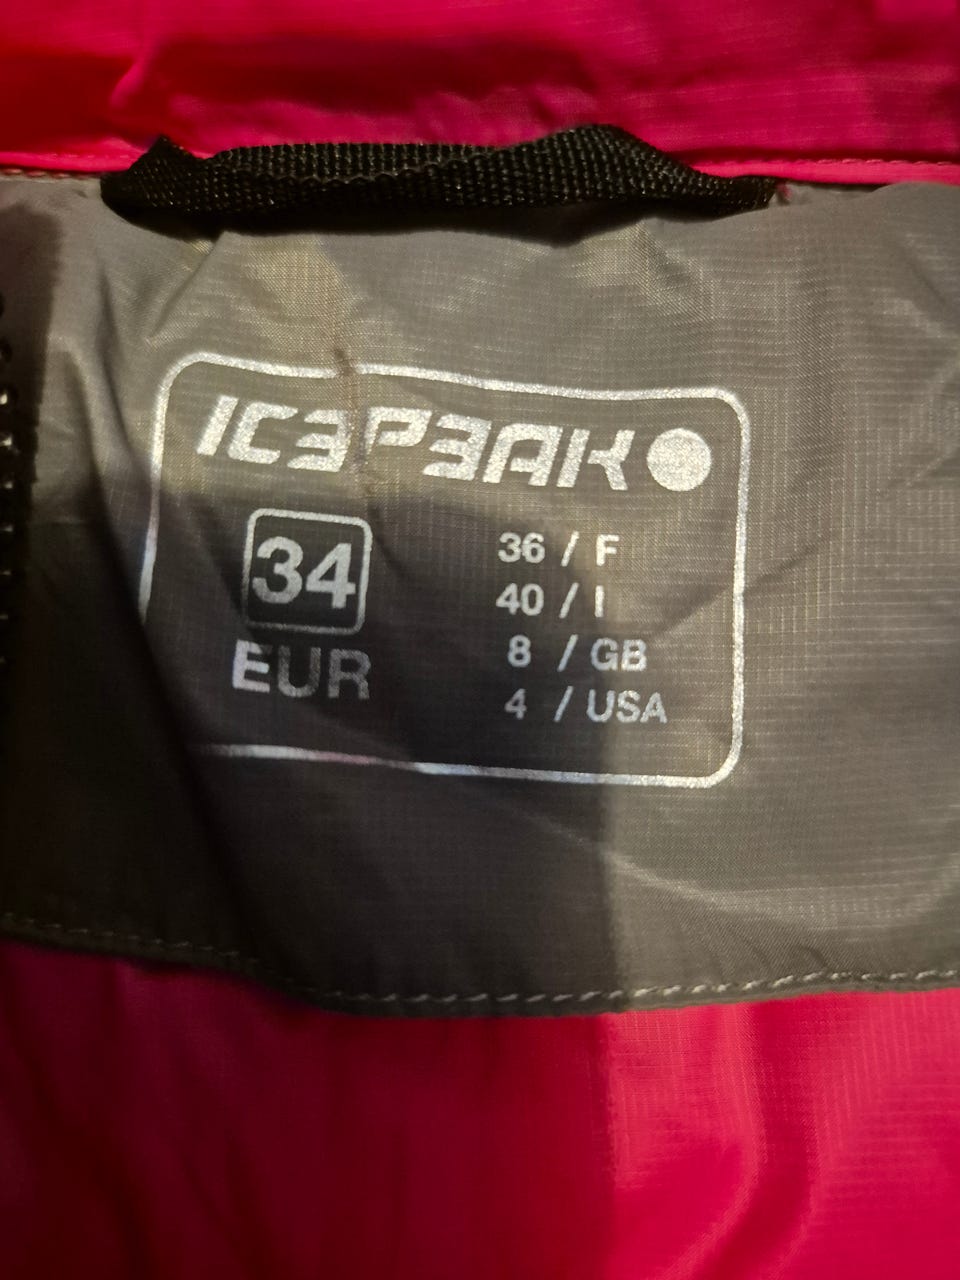 ICEPEAK
34
EUR
36 / F
40 / I
8 / GB
4 / USA